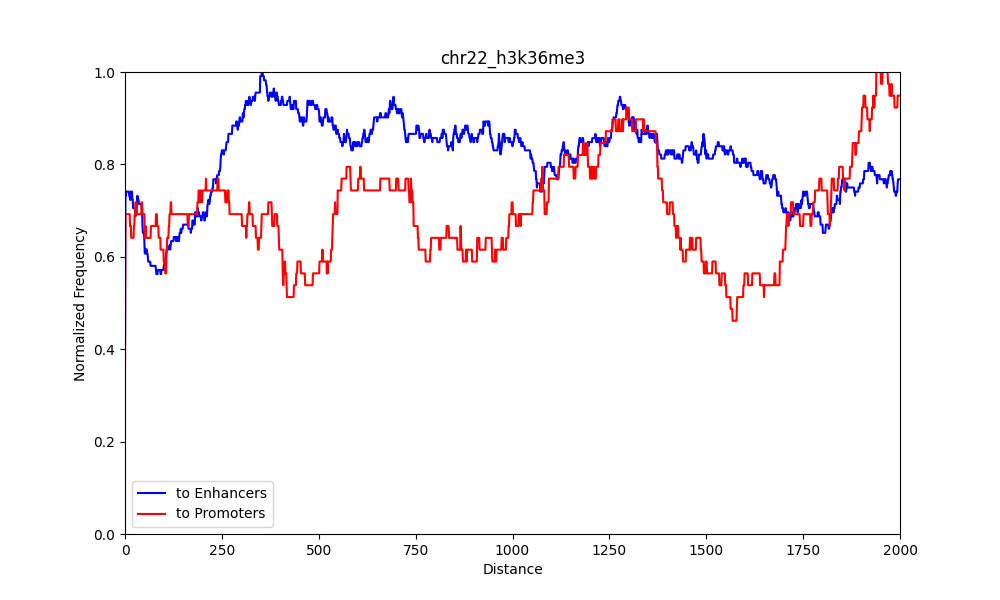 chr22_h3k36me3
Normalized Frequency
1.0
0.8
0.6
0.4
0.2
0.0
to Enhancers
to Promoters
0 250 500 750 1000 1250 1500 1750 2000
Distance